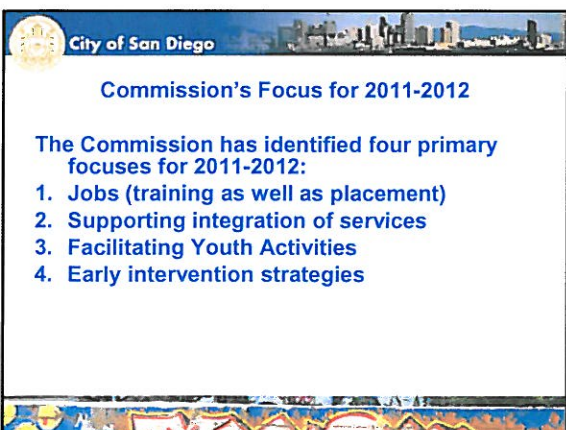 City of San Diego
Commission's Focus for 2011-2012
The Commission has identified four primary
focuses for 2011-2012:
1. Jobs (training as well as placement)
2. Supporting integration of services
3. Facilitating Youth Activities
4. Early intervention strategies